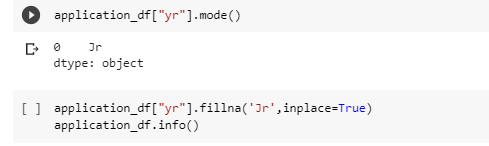 application_df["yr"].mode()
0    Jr
dtype: object
[ ] application_df["yr"].fillna('Jr',inplace=True)
application_df.info()